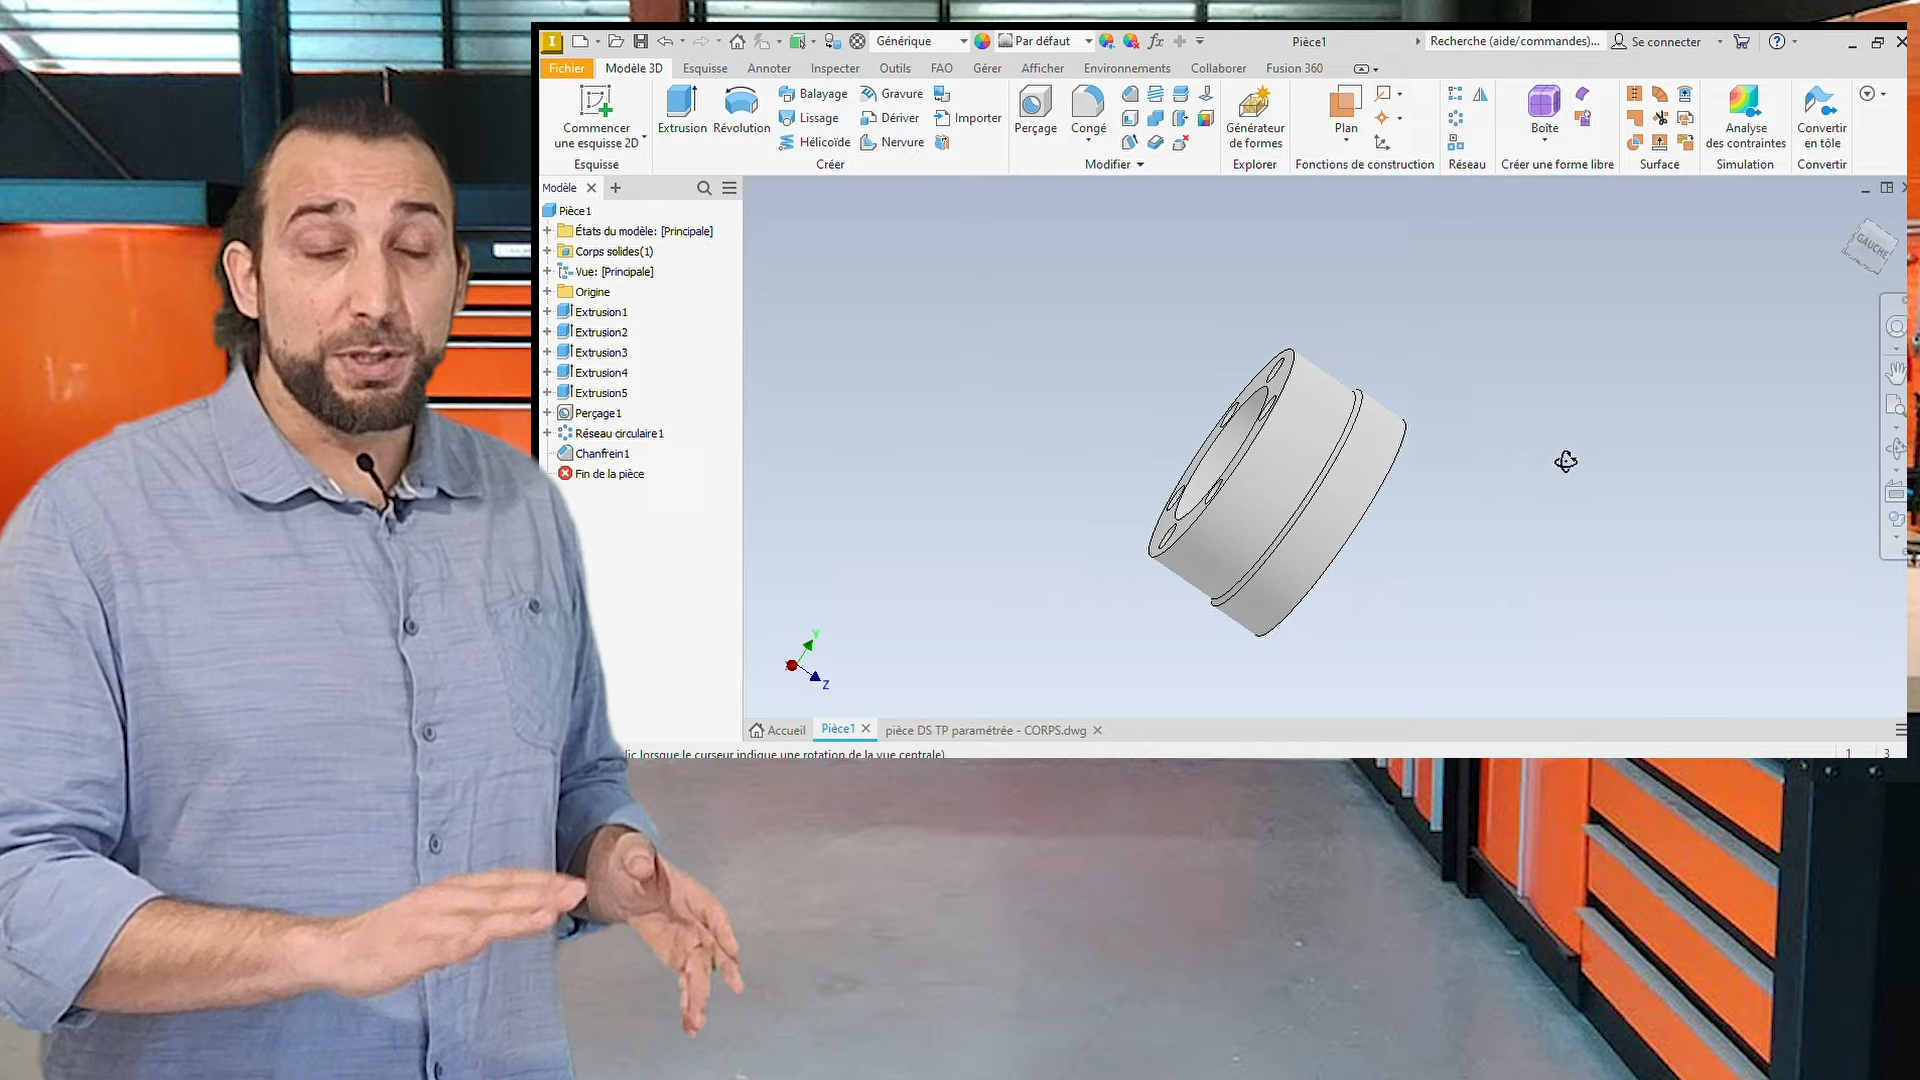 Générique
Par défaut
fx
Pièce1
Recherche (aide/commandes)...
Se connecter
Fichier
Modèle 3D
Esquisse
Annoter
Inspecter
Outils
FAO
Gérer
Afficher
Environnements
Collaborer
Fusion 360
Commencer
une esquisse 2D
Esquisse
Extrusion
Révolution
Balayage
Gravure
Lissage
Dériver
Importer
Hélicoïde
Nervure
Créer
Perçage
Congé
Modifier
Générateur
de formes
Explorer
Plan
Fonctions de construction
Réseau
Boîte
Créer une forme libre
Surface
Analyse
des contraintes
Simulation
Convertir
en tôle
Convertir
Modèle
Pièce1
États du modèle: [Principale]
Corps solides(1)
Vue: [Principale]
Origine
Extrusion1
Extrusion2
Extrusion3
Extrusion4
Extrusion5
Perçage1
Réseau circulaire1
Chanfrein1
Fin de la pièce
GAUCHE
Y
Z
Accueil
Pièce1
pièce DS TP paramétrée - CORPS.dwg
lic lorsque le curseur indique une rotation de la vue centrale)
1
3